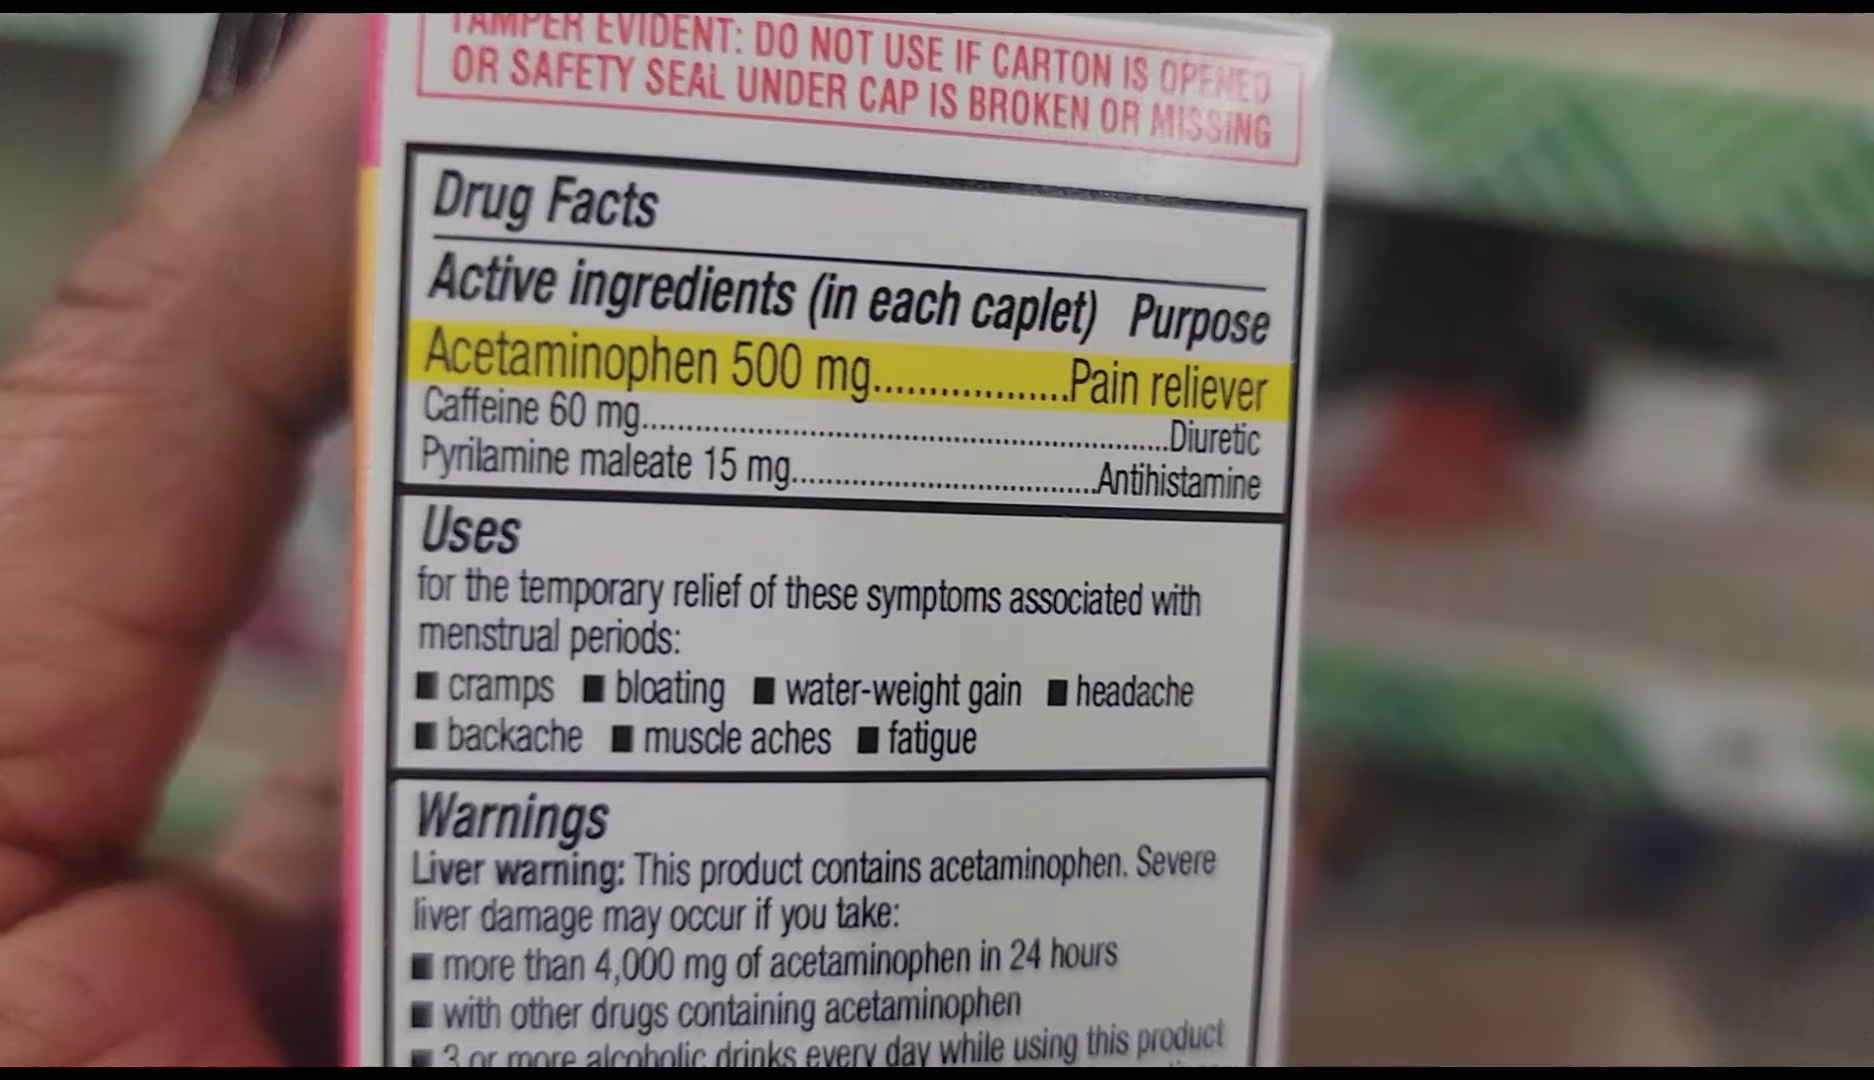 TAMPER EVIDENT: DO NOT USE IF CARTON IS OPENED
OR SAFETY SEAL UNDER CAP IS BROKEN OR MISSING
Drug Facts
Active ingredients (in each caplet) Purpose
Acetaminophen 500 mg..................Pain reliever
Caffeine 60 mg..............................................................................Diuretic
Pyrilamine maleate 15 mg.............................................Antihistamine
Uses
for the temporary relief of these symptoms associated with
menstrual periods:
■ cramps ■ bloating ■ water-weight gain ■ headache
■ backache ■ muscle aches ■ fatigue
Warnings
Liver warning: This product contains acetaminophen. Severe
liver damage may occur if you take:
■ more than 4,000 mg of acetaminophen in 24 hours
■ with other drugs containing acetaminophen
■ 3 or more alcoholic drinks every day while using this product